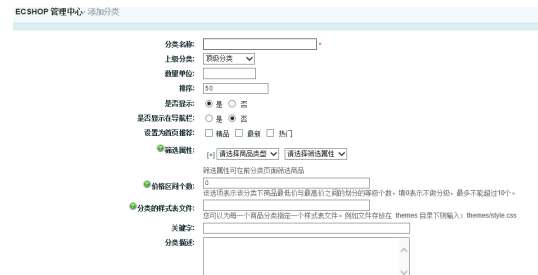 ECSHOP 管理中心- 添加分类
分类名称: *
上级分类: 顶级分类
数量单位:
排序: 50
是否显示: 是 否
是否显示在导航栏: 是 否
设置为首页推荐: 精品 最新 热门
筛选属性: [+] 请选择商品类型 请选择筛选属性
筛选属性可在前分类页面筛选商品
价格区间个数: 0
该选项表示该分类下商品最低价与最高价之间的划分的等级个数，填0表示不做分级，最多不能超过10个。
分类的样式表文件:
您可以为每一个商品分类指定一个样式表文件。例如文件存放在 themes 目录下则输入：themes/style.css
关键字:
分类描述: